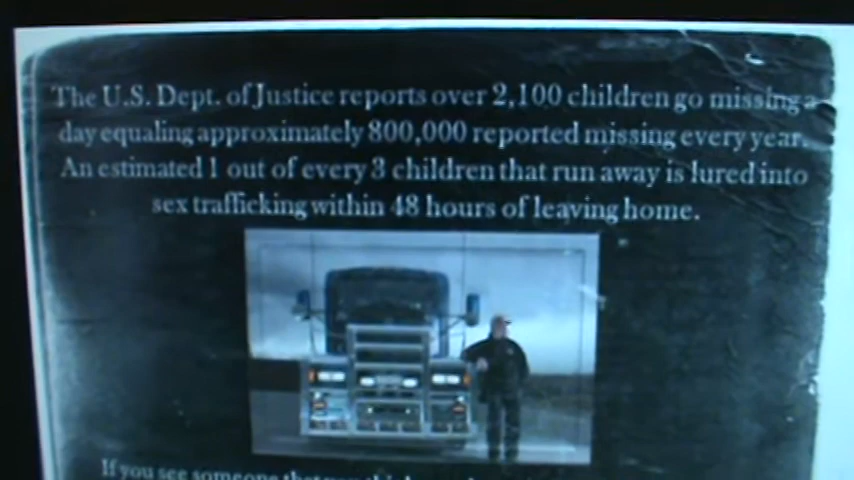 The U.S. Dept. of Justice reports over 2,100 children go missing a
day equaling approximately 800,000 reported missing every year.
An estimated 1 out of every 3 children that run away is lured into
sex trafficking within 48 hours of leaving home.
If you see someone that